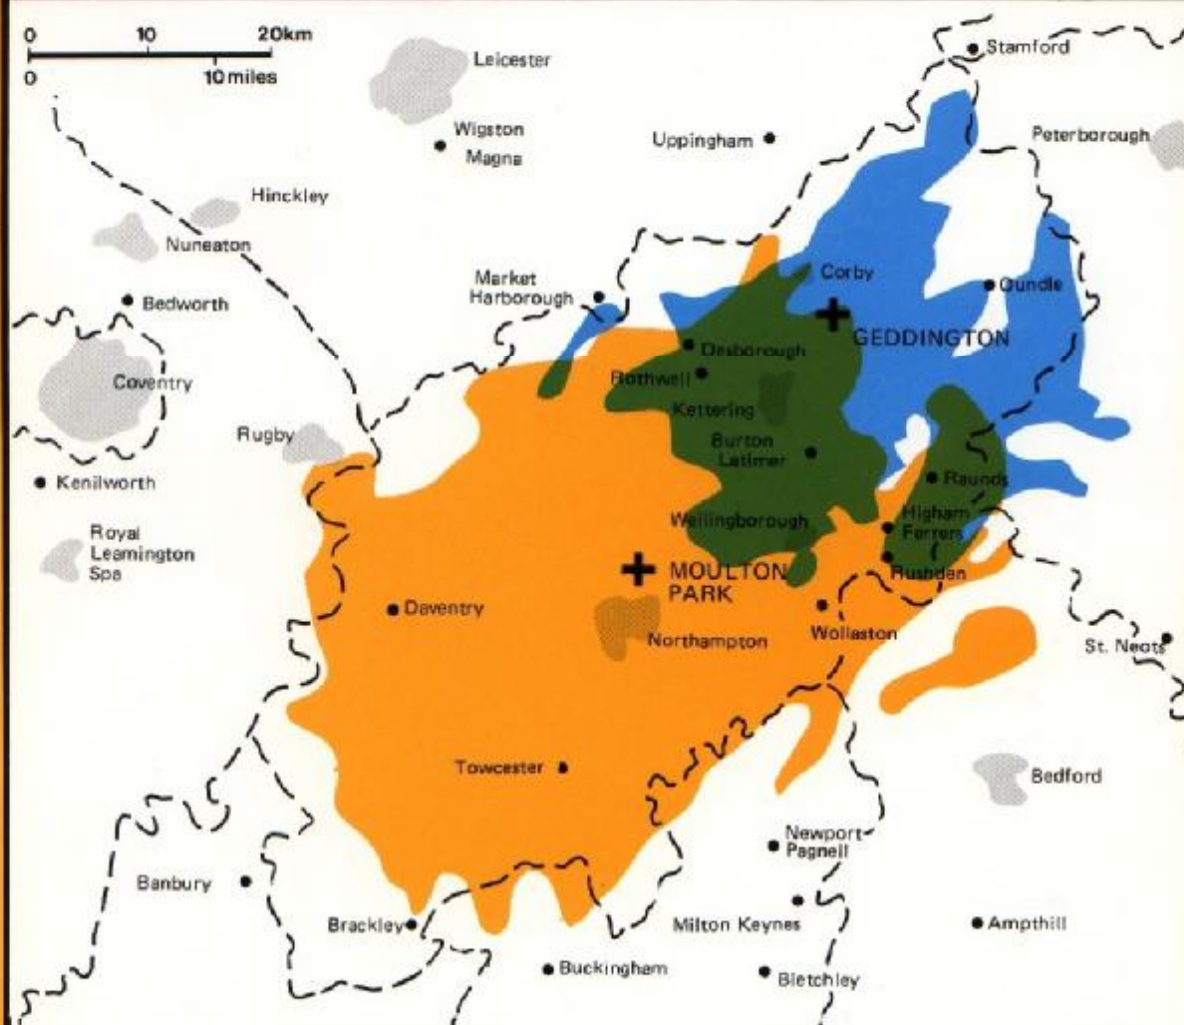 0 10 20km
0 10 miles
Leicester
Stamford
Wigston
Magna
Uppingham
Peterborough
Hinckley
Nuneaton
Market
Harborough
Corby
Oundle
Bedworth
GEDDINGTON
Desborough
Coventry
Rothwell
Kettering
Rugby
Burton
Latimer
Kenilworth
Raunds
Wellingborough
Higham
Ferrers
Royal
Leamington
Spa
MOULTON
PARK
Rushden
Daventry
Northampton
Wollaston
St. Neots
Towcester
Bedford
Newport
Pagnell
Banbury
Brackley
Milton Keynes
Ampthill
Buckingham
Bletchley